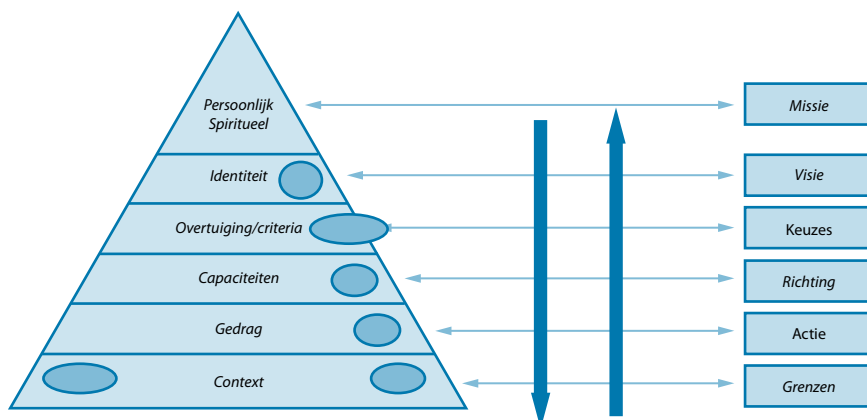 Persoonlijk
Spiritueel
Missie
Identiteit
Visie
Overtuiging/criteria
Keuzes
Capaciteiten
Richting
Gedrag
Actie
Context
Grenzen